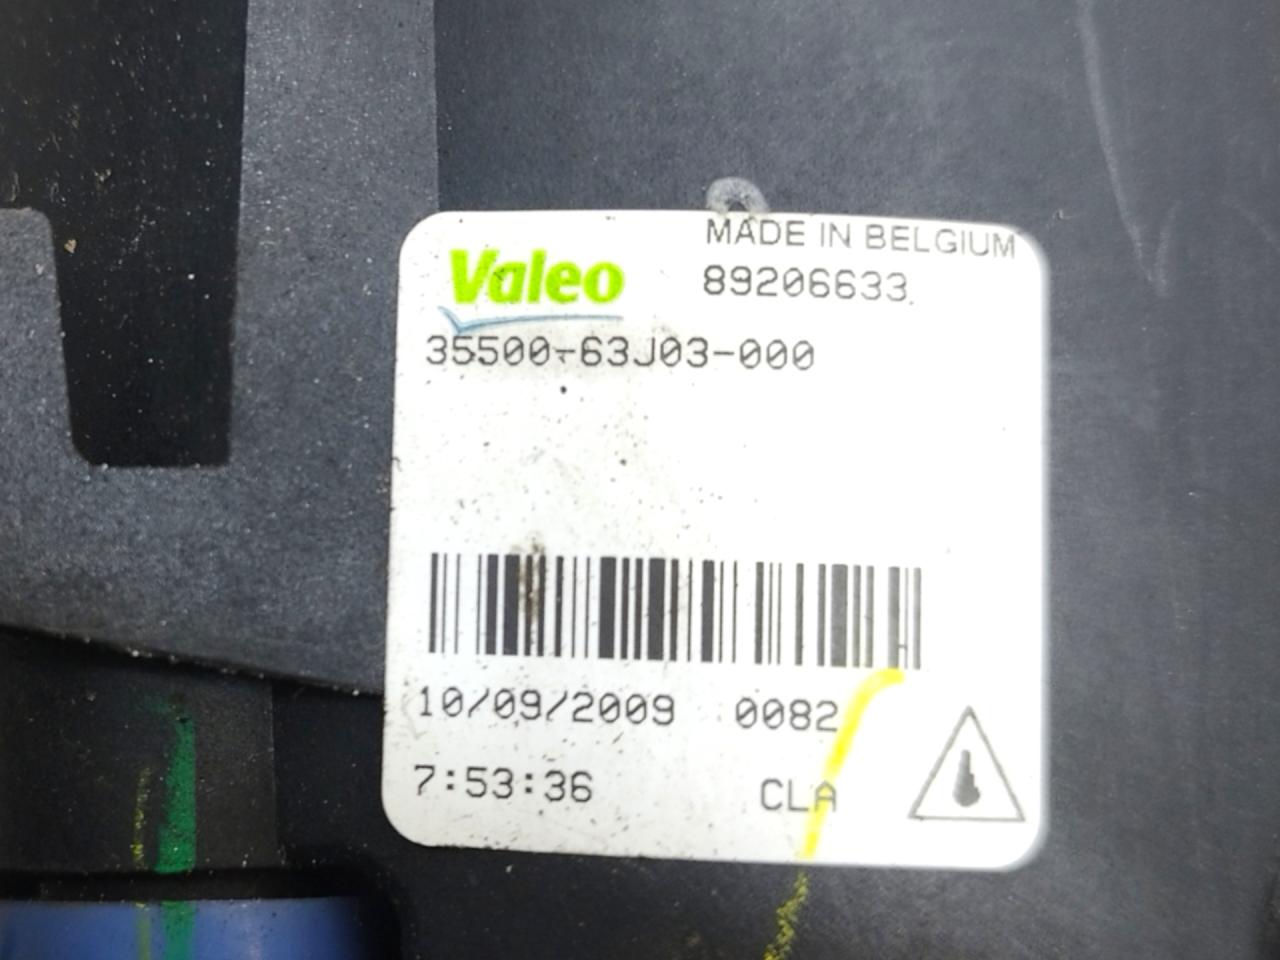 MADE IN BELGIUM
Valeo 89206633
35500-63J03-000
10/09/2009 0082
7:53:36 CLA